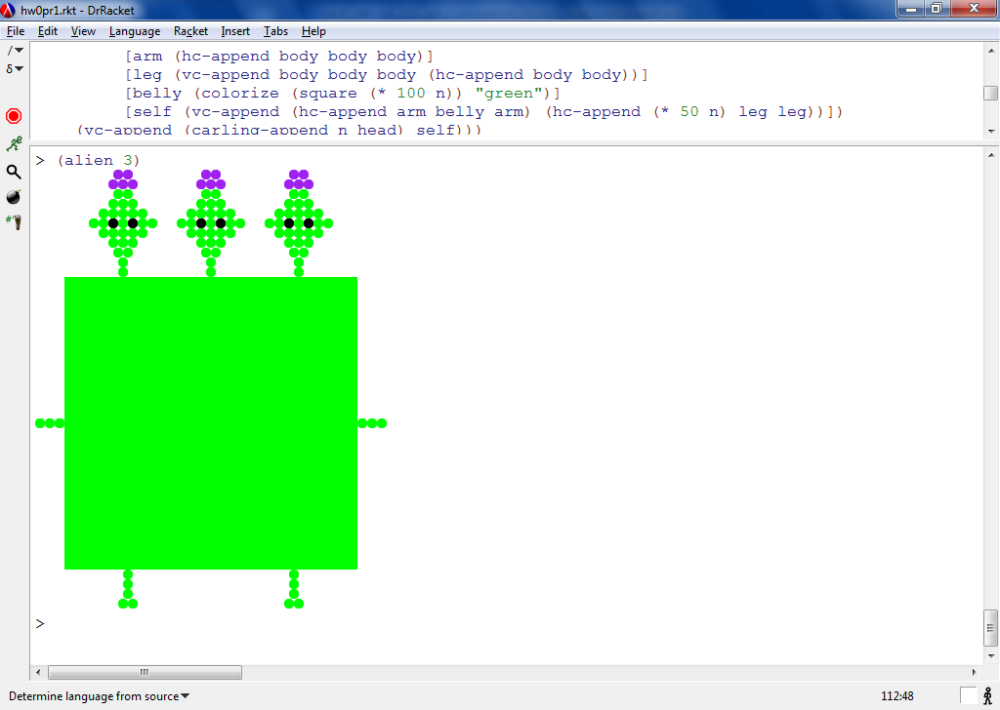 hw0pr1.rkt - DrRacket
File Edit View Language Racket Insert Tabs Help
[arm (hc-append body body body)]
[leg (vc-append body body body (hc-append body body))]
[belly (colorize (square (* 100 n)) "green")]
[self (vc-append (hc-append arm belly arm) (hc-append (* 50 n) leg leg))])
(vc-append (carling-append n head) self)))
> (alien 3)
>
Determine language from source 112:48